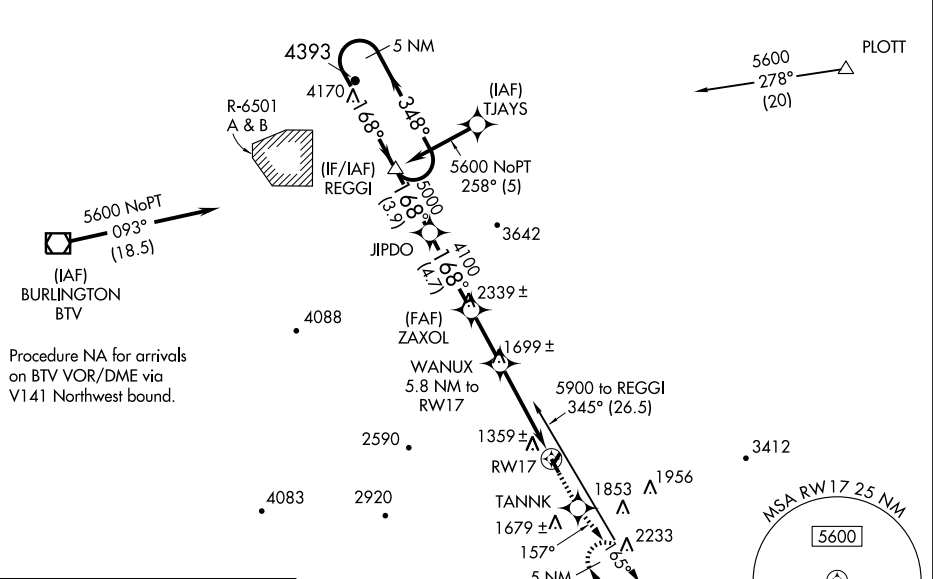 5 NM
4393
4170
168°
348°
(IAF)
TJAYS
5600 NoPT
258° (5)
PLOTT
5600
278°
(20)
R-6501
A & B
(IF/IAF)
REGGI
5000
168°
(3.9)
JIPDO
3642
5600 NoPT
093°
(18.5)
(IAF)
BURLINGTON
BTV
4100
168°
(4.7)
2339 ±
(FAF)
ZAXOL
4088
Procedure NA for arrivals
on BTV VOR/DME via
V141 Northwest bound.
1699 ±
WANUX
5.8 NM to
RW17
5900 to REGGI
345° (26.5)
2590
1359 ±
RW17
3412
TANNK
1853
1956
1679 ±
4083
2920
157°
165°
2233
5 NM
MSA RW17 25 NM
5600